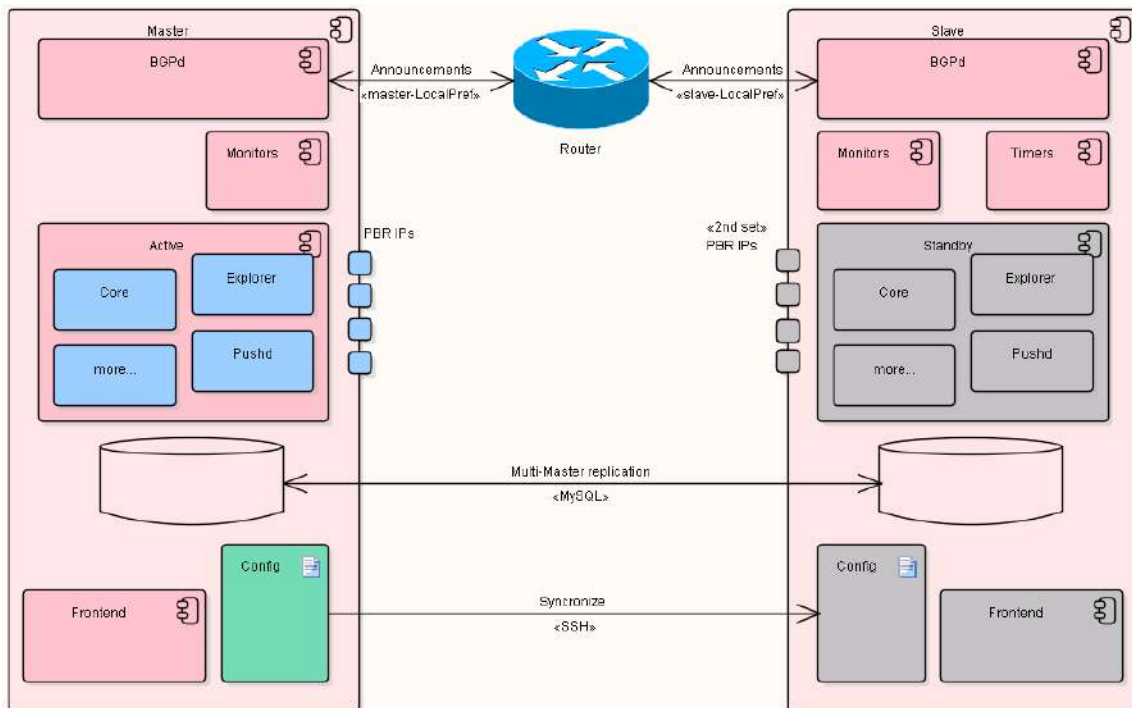 Master
Slave
BGPd
BGPd
Announcements
«master-LocalPref»
Announcements
«slave-LocalPref»
Router
Monitors
Monitors
Timers
PBR IPs
«2nd set»
PBR IPs
Active
Explorer
Core
Pushd
more...
Standby
Explorer
Core
Pushd
more...
Multi-Master replication
«MySQL»
Config
Config
Frontend
Syncronize
«SSH»
Frontend